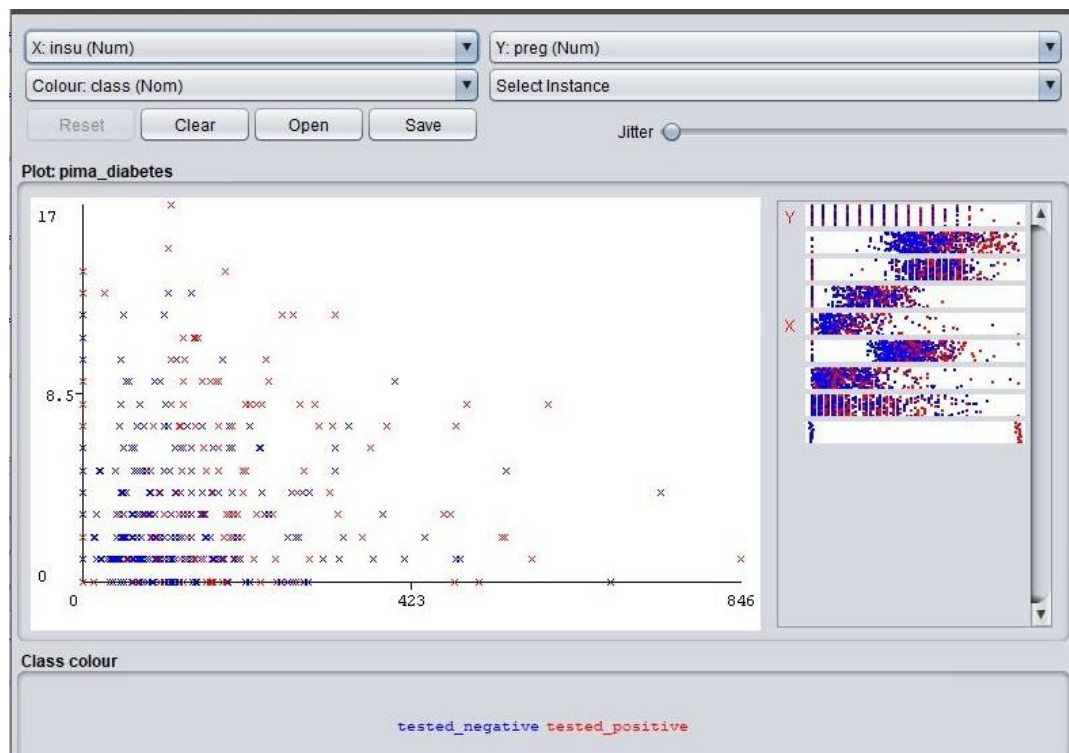 X: insu (Num) Y: preg (Num)
Colour: class (Nom) Select Instance
Reset Clear Open Save Jitter
Plot: pima_diabetes
17
Y
X
8.5
0
0 423 846
Class colour
tested_negative tested_positive